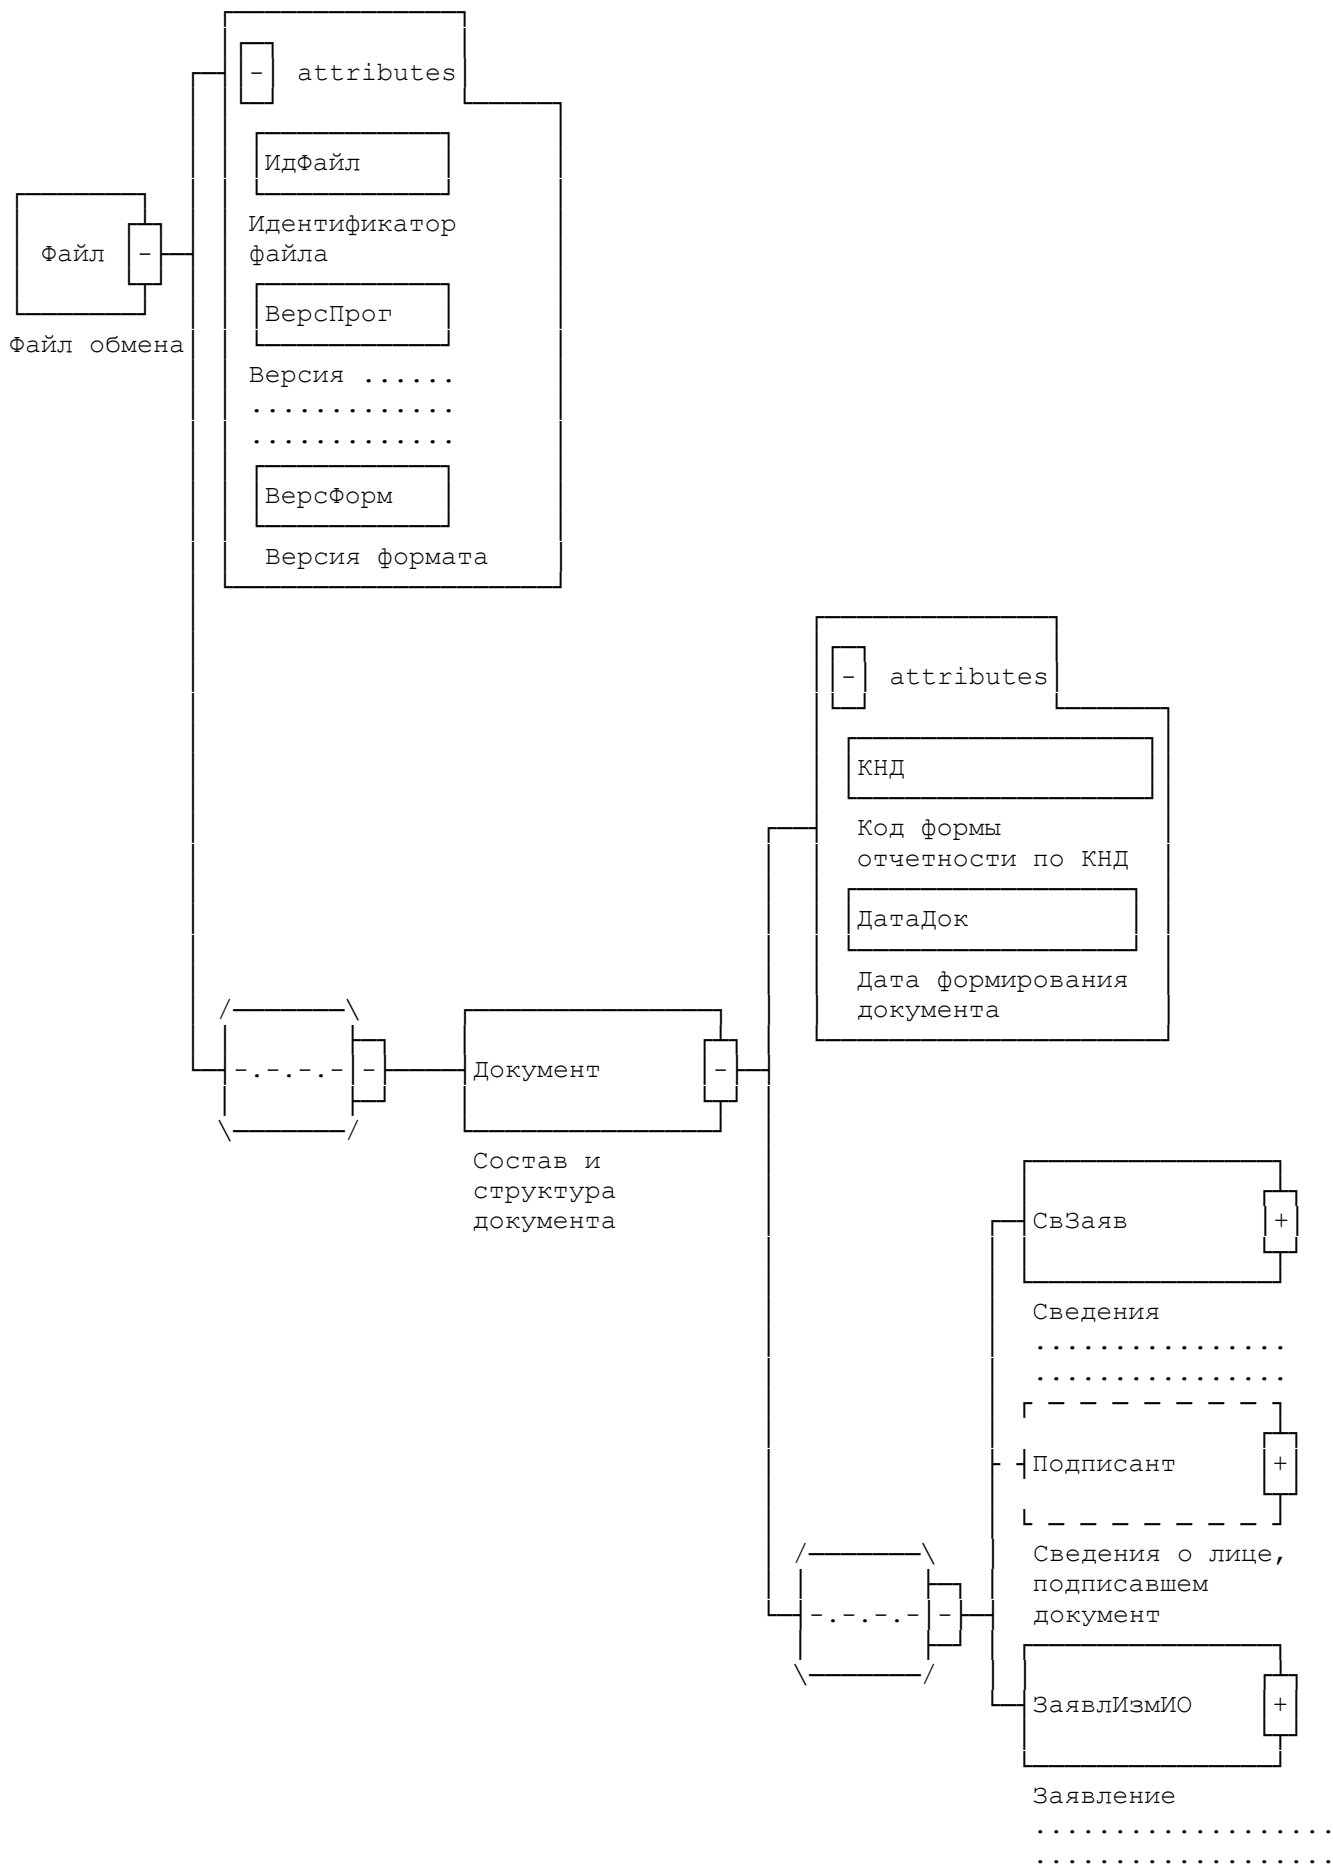 - attributes
ИдФайл
Идентификатор
файла
Файл -
Файл обмена
ВерсПрог
Версия ......
.............
.............
ВерсФорм
Версия формата
- attributes
КНД
Код формы
отчетности по КНД
ДатаДок
Дата формирования
документа
-.-.-.- -
Документ -
Состав и
структура
документа
СвЗаяв +
Сведения
................
................
Подписант +
Сведения о лице,
подписавшем
документ
-.-.-.- -
ЗаявлИзмИО +
Заявление
...................
...................